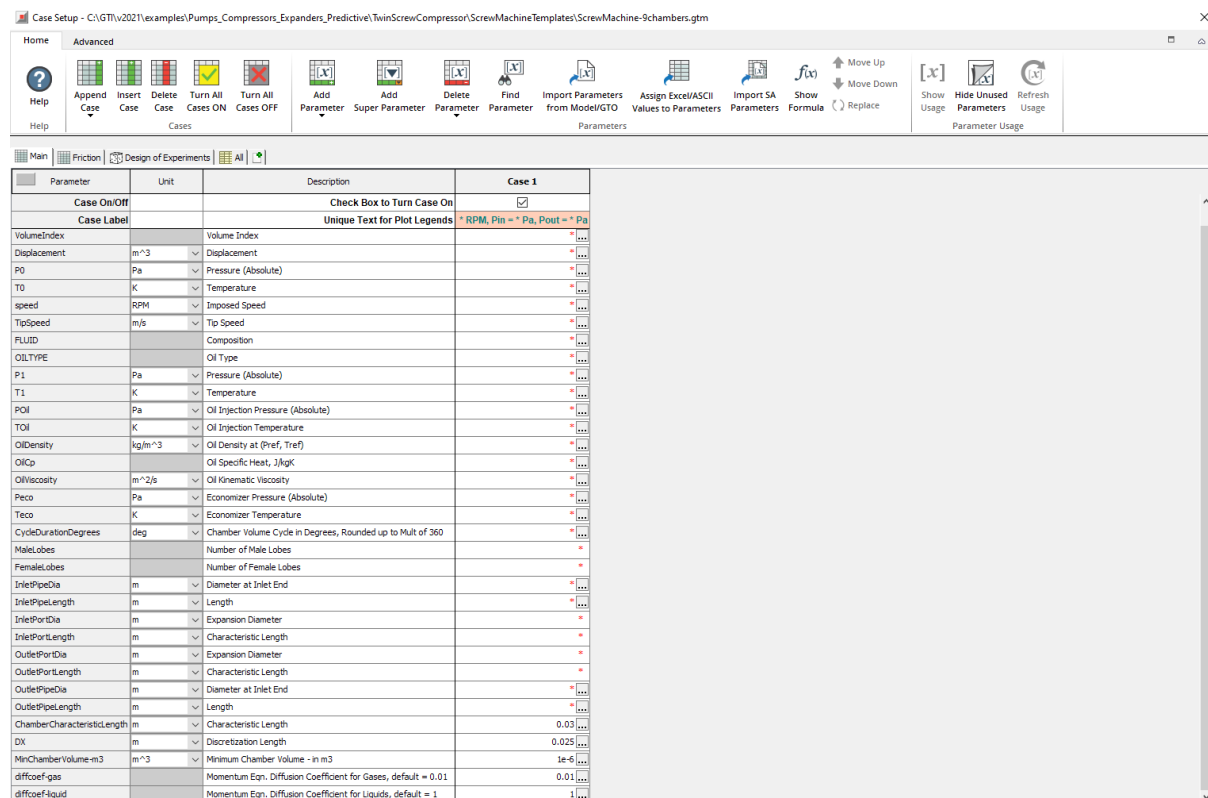 Case Setup - C:\GTI\v2021\examples\Pumps_Compressors_Expanders_Predictive\TwinScrewCompressor\ScrewMachineTemplates\ScrewMachine-9chambers.gtm
Home Advanced
Help
Append Case
Insert Case
Delete Case
Turn All Cases ON
Turn All Cases OFF
Add Parameter
Add Super Parameter
Delete Parameter
Find Parameter
Import Parameters from Model/GTO
Assign Excel/ASCII Values to Parameters
Import SA Parameters
f(x) Show Formula
Move Up
Move Down
Replace
Show Usage
Hide Unused Parameters
Refresh Usage
Help Cases Parameters Parameter Usage
Main Friction Design of Experiments All
Parameter Unit Description Case 1
Case On/Off Check Box to Turn Case On
Case Label Unique Text for Plot Legends * RPM, Pin = * Pa, Pout = * Pa
VolumeIndex Volume Index * ...
Displacement m^3 Displacement * ...
P0 Pa Pressure (Absolute) * ...
T0 K Temperature * ...
speed RPM Imposed Speed * ...
TipSpeed m/s Tip Speed * ...
FLUID Composition * ...
OILTYPE Oil Type * ...
P1 Pa Pressure (Absolute) * ...
T1 K Temperature * ...
POil Pa Oil Injection Pressure (Absolute) * ...
TOil K Oil Injection Temperature * ...
OilDensity kg/m^3 Oil Density at (Pref, Tref) * ...
OilCp Oil Specific Heat, J/kgK * ...
OilViscosity m^2/s Oil Kinematic Viscosity * ...
Peco Pa Economizer Pressure (Absolute) * ...
Teco K Economizer Temperature * ...
CycleDurationDegrees deg Chamber Volume Cycle in Degrees, Rounded up to Mult of 360 * ...
MaleLobes Number of Male Lobes *
FemaleLobes Number of Female Lobes *
InletPipeDia m Diameter at Inlet End * ...
InletPipeLength m Length * ...
InletPortDia m Expansion Diameter *
InletPortLength m Characteristic Length *
OutletPortDia m Expansion Diameter *
OutletPortLength m Characteristic Length *
OutletPipeDia m Diameter at Inlet End * ...
OutletPipeLength m Length * ...
ChamberCharacteristicLength m Characteristic Length 0.03 ...
DX m Discretization Length 0.025 ...
MinChamberVolume-m3 m^3 Minimum Chamber Volume - in m3 1e-6 ...
diffcoef-gas Momentum Eqn. Diffusion Coefficient for Gases, default = 0.01 0.01 ...
diffcoef-liquid Momentum Eqn. Diffusion Coefficient for Liquids, default = 1 1 ...